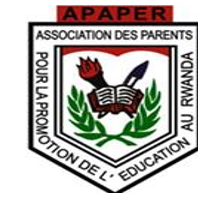 APAPER
ASSOCIATION DES PARENTS
POUR LA PROMOTION DE L' EDUCATION
AU RWANDA